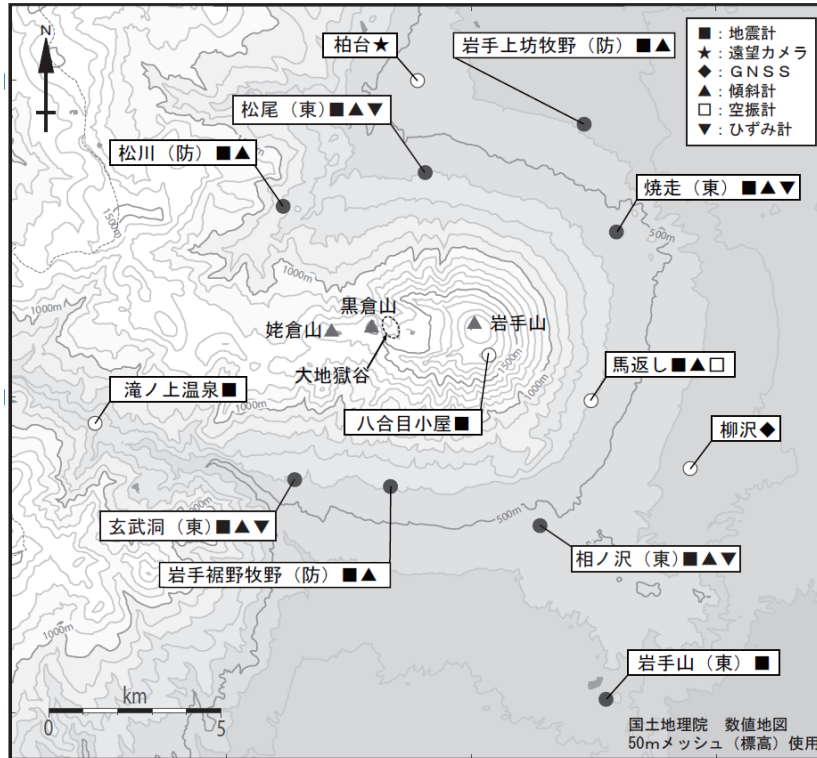 N
柏台★
岩手上坊牧野（防）■▲
■：地震計
★：遠望カメラ
◆：ＧＮＳＳ
▲：傾斜計
□：空振計
▼：ひずみ計
松尾（東）■▲▼
松川（防）■▲
焼走（東）■▲▼
1500m
500m
1000m
1000m
黒倉山
姥倉山
岩手山
大地獄谷
1500m
1000m
馬返し■▲□
滝ノ上温泉■
1000m
八合目小屋■
柳沢◆
1000m
500m
玄武洞（東）■▲▼
相ノ沢（東）■▲▼
岩手裾野牧野（防）■▲
1000m
岩手山（東）■
km
0 5
国土地理院　数値地図
50mメッシュ（標高）使用